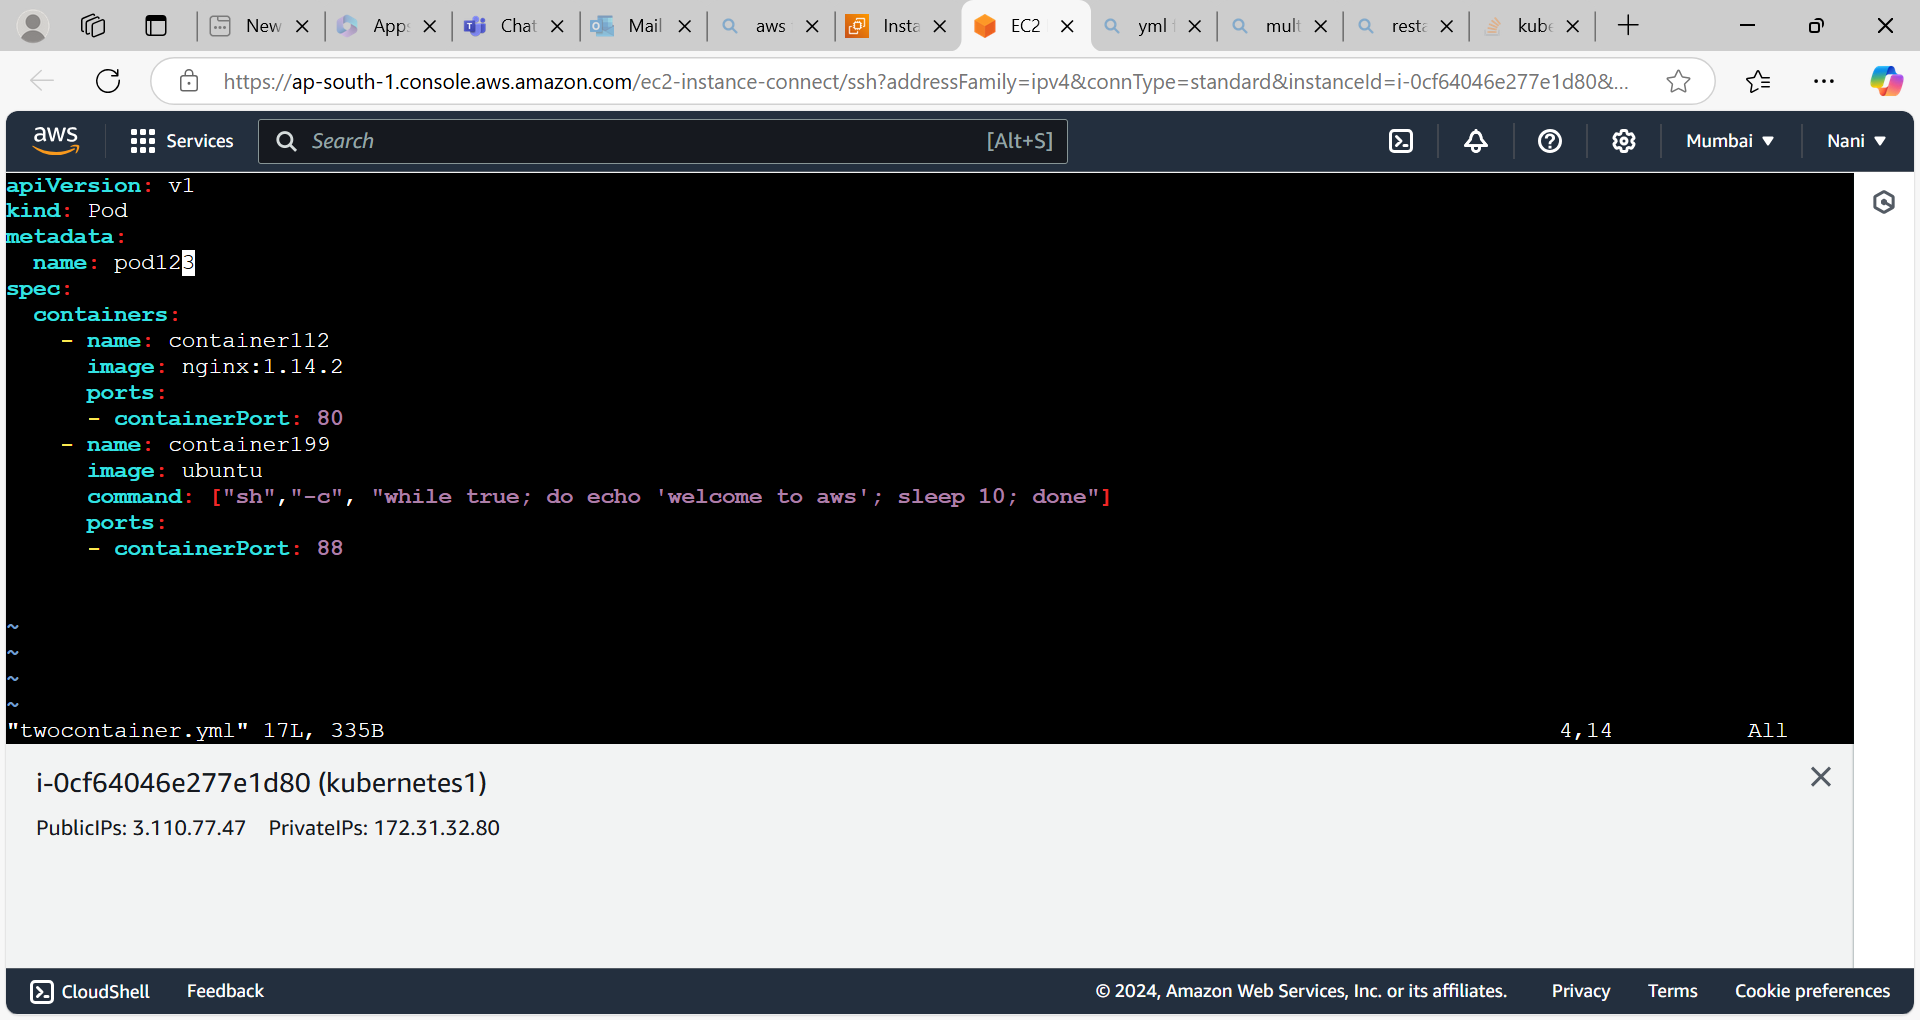 New Apps Chat Mail aws Insta EC2 yml mult resta kube
https://ap-south-1.console.aws.amazon.com/ec2-instance-connect/ssh?addressFamily=ipv4&connType=standard&instanceId=i-0cf64046e277e1d80&...
aws Services Search [Alt+S] Mumbai Nani
apiVersion: v1
kind: Pod
metadata:
  name: pod123
spec:
  containers:
    - name: container112
      image: nginx:1.14.2
      ports:
      - containerPort: 80
    - name: container199
      image: ubuntu
      command: ["sh","-c", "while true; do echo 'welcome to aws'; sleep 10; done"]
      ports:
      - containerPort: 88
~
~
~
~
"twocontainer.yml" 17L, 335B 4,14 All
i-0cf64046e277e1d80 (kubernetes1)
PublicIPs: 3.110.77.47 PrivateIPs: 172.31.32.80
CloudShell Feedback © 2024, Amazon Web Services, Inc. or its affiliates. Privacy Terms Cookie preferences